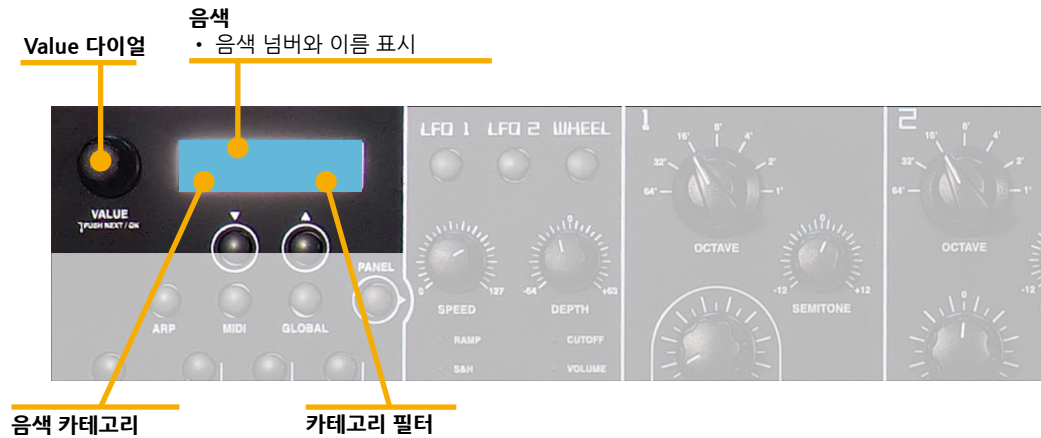 음색
Value 다이얼
• 음색 넘버와 이름 표시
LFO 1 LFO 2 WHEEL
1
2
64' 32' 16' 8' 4' 2' 1'
64' 32' 16' 8' 4' 2' 1'
VALUE
PUSH NEXT / OK
▼ ▲
OCTAVE
OCTAVE
0
0
0
PANEL
0 127
-64 +63
-12 +12
-12
SPEED
DEPTH
SEMITONE
ARP
MIDI
GLOBAL
RAMP
CUTOFF
S&H
VOLUME
음색 카테고리
카테고리 필터